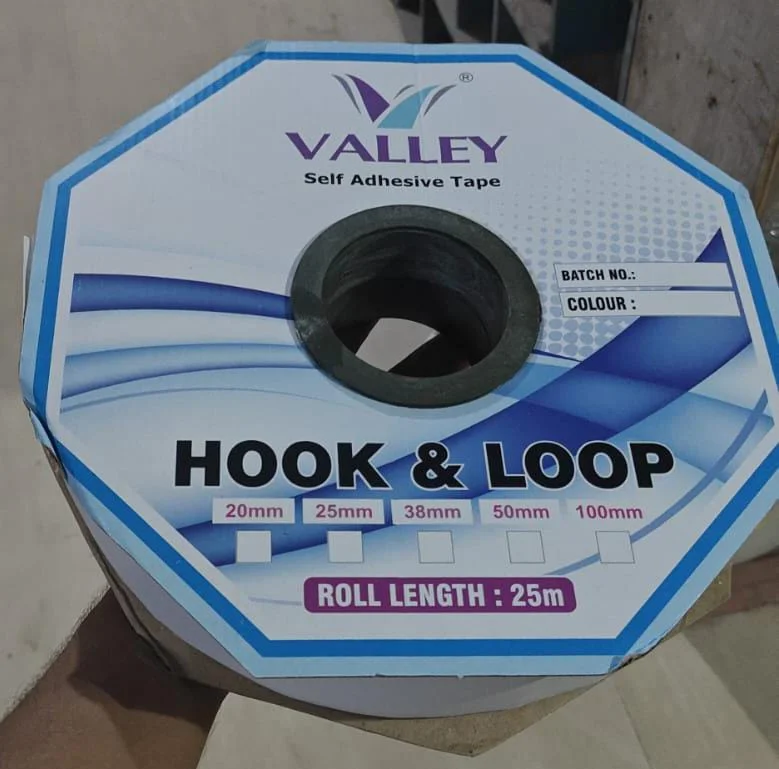 ®
VALLEY
Self Adhesive Tape
BATCH NO.:
COLOUR :
HOOK & LOOP
20mm 25mm 38mm 50mm 100mm
ROLL LENGTH : 25m